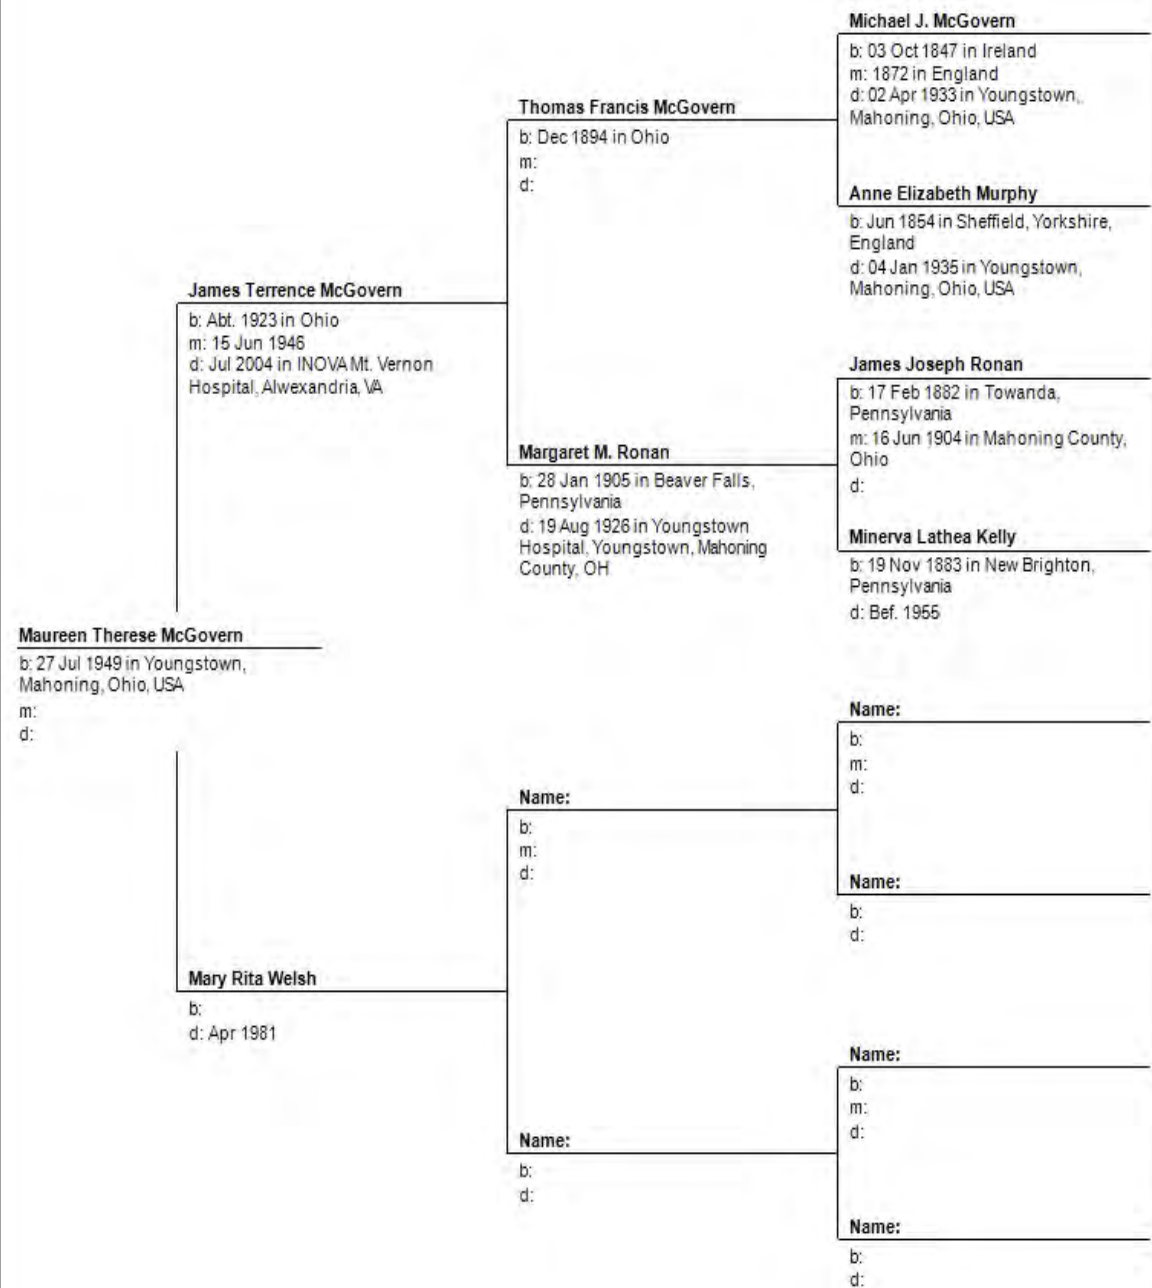 Michael J. McGovern
b: 03 Oct 1847 in Ireland
m: 1872 in England
d: 02 Apr 1933 in Youngstown,
Mahoning, Ohio, USA
Thomas Francis McGovern
b: Dec 1894 in Ohio
m:
d:
Anne Elizabeth Murphy
b: Jun 1854 in Sheffield, Yorkshire,
England
d: 04 Jan 1935 in Youngstown,
Mahoning, Ohio, USA
James Terrence McGovern
b: Abt. 1923 in Ohio
m: 15 Jun 1946
d: Jul 2004 in INOVA Mt. Vernon
Hospital, Alwexandria, VA
James Joseph Ronan
b: 17 Feb 1882 in Towanda,
Pennsylvania
m: 16 Jun 1904 in Mahoning County,
Ohio
d:
Margaret M. Ronan
b: 28 Jan 1905 in Beaver Falls,
Pennsylvania
d: 19 Aug 1926 in Youngstown
Hospital, Youngstown, Mahoning
County, OH
Minerva Lathea Kelly
b: 19 Nov 1883 in New Brighton,
Pennsylvania
d: Bef. 1955
Maureen Therese McGovern
b: 27 Jul 1949 in Youngstown,
Mahoning, Ohio, USA
m:
d:
Name:
b:
m:
d:
Name:
b:
m:
d:
Name:
b:
d:
Mary Rita Welsh
b:
d: Apr 1981
Name:
b:
m:
d:
Name:
b:
d:
Name:
b:
d: